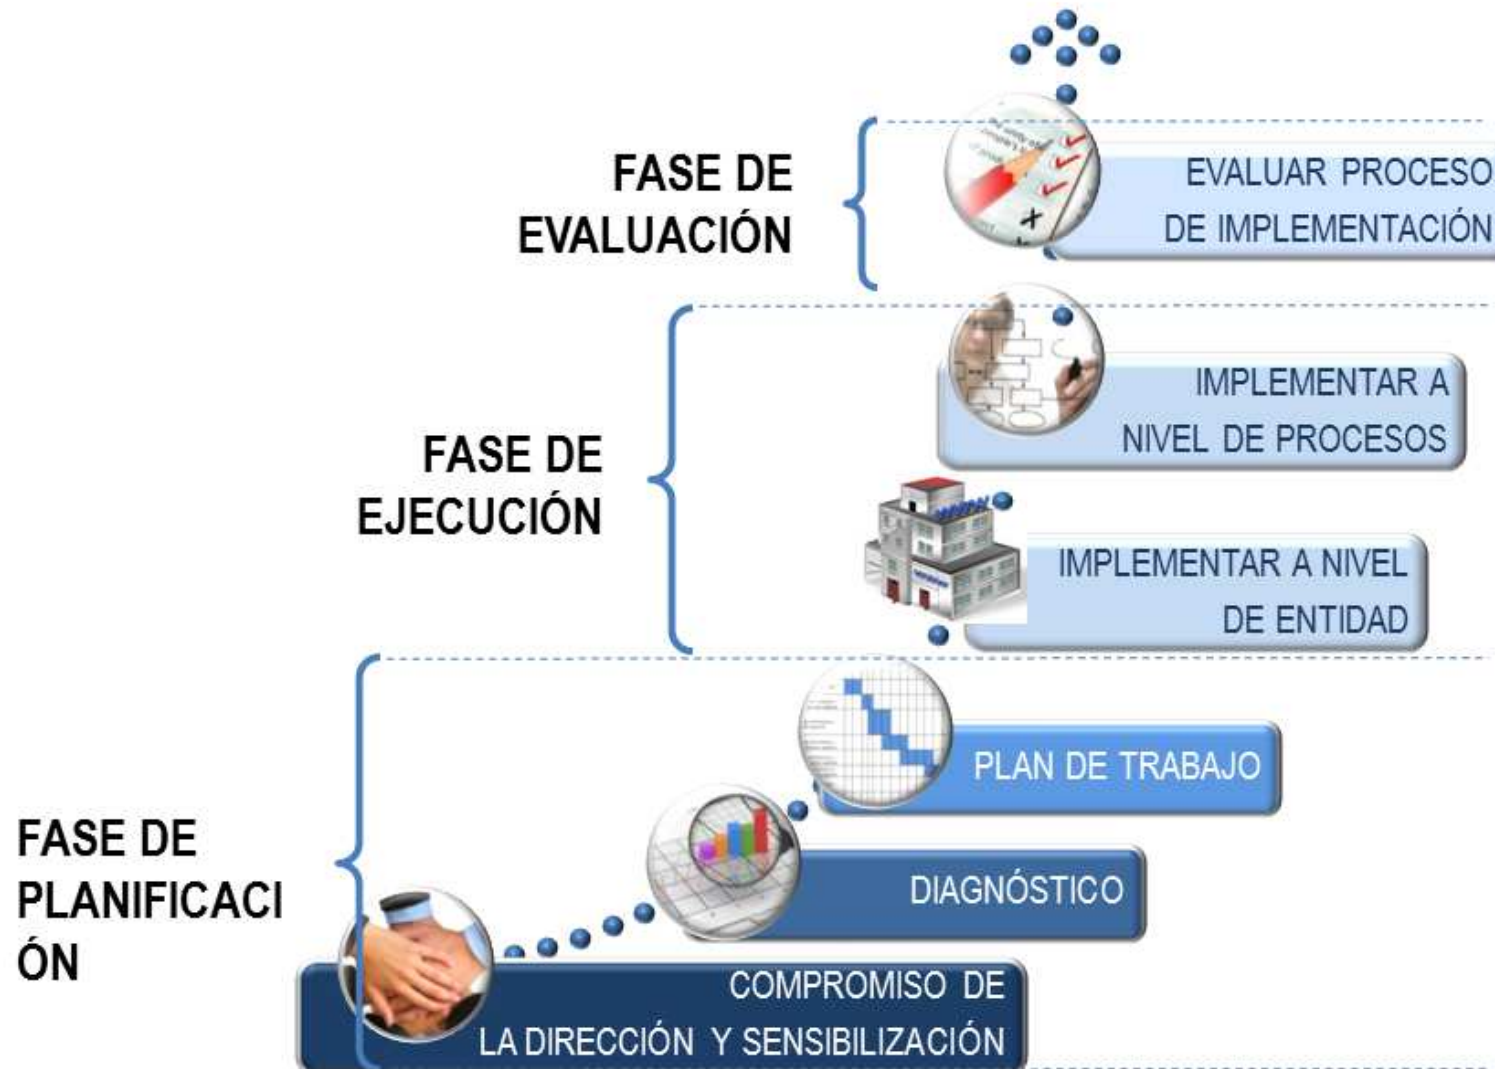 FASE DE
EVALUACIÓN
EVALUAR PROCESO
DE IMPLEMENTACIÓN
FASE DE
EJECUCIÓN
IMPLEMENTAR A
NIVEL DE PROCESOS
IMPLEMENTAR A NIVEL
DE ENTIDAD
FASE DE
PLANIFICACI
ÓN
PLAN DE TRABAJO
DIAGNÓSTICO
COMPROMISO DE
LA DIRECCIÓN Y SENSIBILIZACIÓN